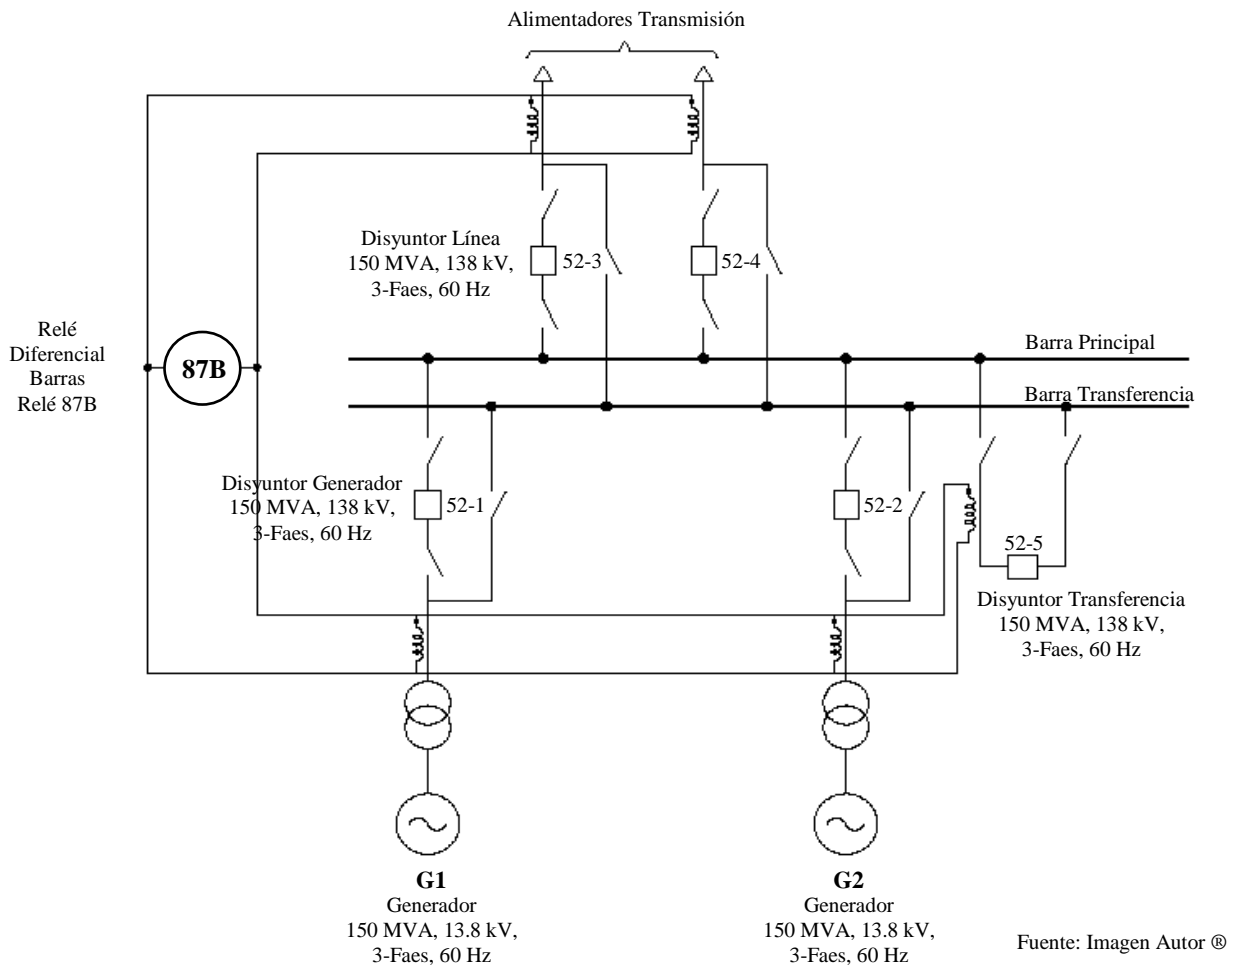 Alimentadores Transmisión
Disyuntor Línea
150 MVA, 138 kV,
3-Faes, 60 Hz
52-3
52-4
Relé
Diferencial
Barras
Relé 87B
87B
Barra Principal
Barra Transferencia
Disyuntor Generador
150 MVA, 138 kV,
3-Faes, 60 Hz
52-1
52-2
52-5
Disyuntor Transferencia
150 MVA, 138 kV,
3-Faes, 60 Hz
G1
Generador
150 MVA, 13.8 kV,
3-Faes, 60 Hz
G2
Generador
150 MVA, 13.8 kV,
3-Faes, 60 Hz
Fuente: Imagen Autor ®